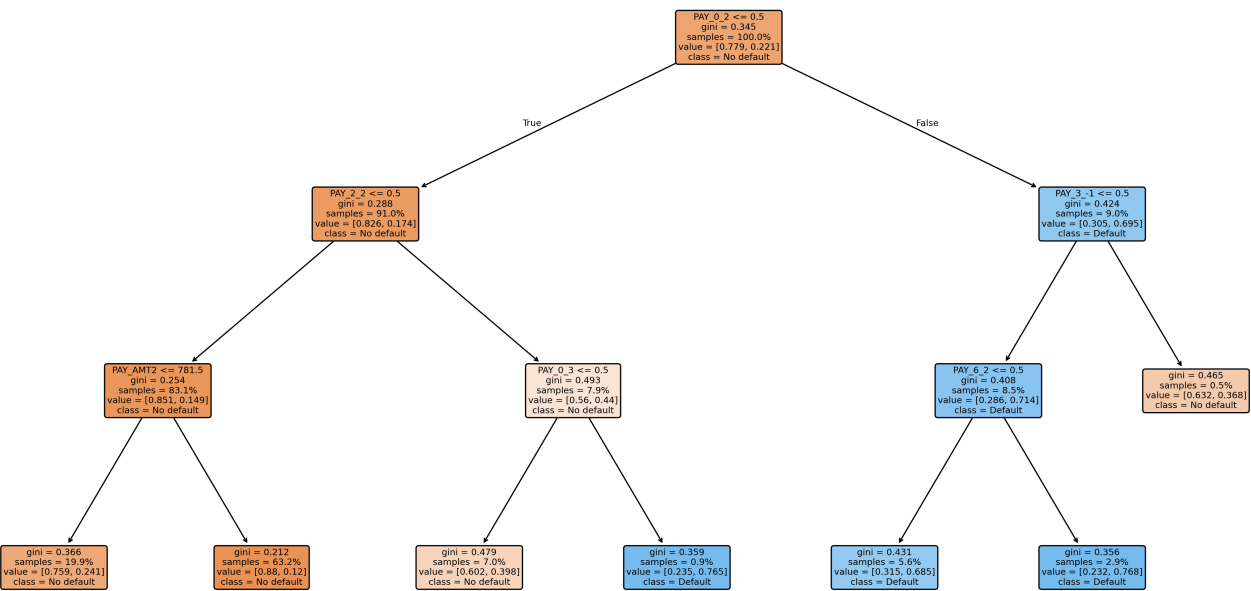 PAY_0_2 <= 0.5
gini = 0.345
samples = 100.0%
value = [0.779, 0.221]
class = No default
True
False
PAY_2_2 <= 0.5
gini = 0.288
samples = 91.0%
value = [0.826, 0.174]
class = No default
PAY_3_-1 <= 0.5
gini = 0.424
samples = 9.0%
value = [0.305, 0.695]
class = Default
PAY_AMT2 <= 781.5
gini = 0.254
samples = 83.1%
value = [0.851, 0.149]
class = No default
PAY_0_3 <= 0.5
gini = 0.493
samples = 7.9%
value = [0.56, 0.44]
class = No default
PAY_6_2 <= 0.5
gini = 0.408
samples = 8.5%
value = [0.286, 0.714]
class = Default
gini = 0.465
samples = 0.5%
value = [0.632, 0.368]
class = No default
gini = 0.366
samples = 19.9%
value = [0.759, 0.241]
class = No default
gini = 0.212
samples = 63.2%
value = [0.88, 0.12]
class = No default
gini = 0.479
samples = 7.0%
value = [0.602, 0.398]
class = No default
gini = 0.359
samples = 0.9%
value = [0.235, 0.765]
class = Default
gini = 0.431
samples = 5.6%
value = [0.315, 0.685]
class = Default
gini = 0.356
samples = 2.9%
value = [0.232, 0.768]
class = Default